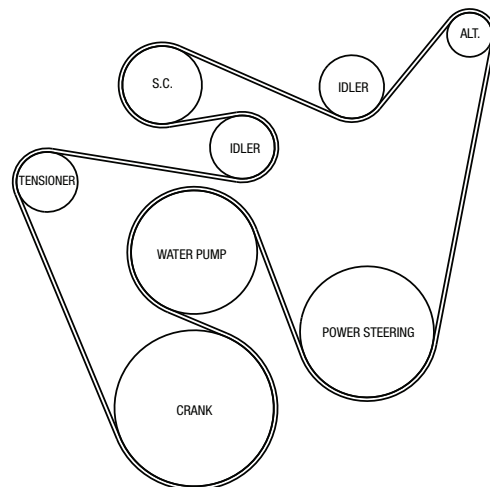 ALT.
S.C.
IDLER
IDLER
TENSIONER
WATER PUMP
POWER STEERING
CRANK